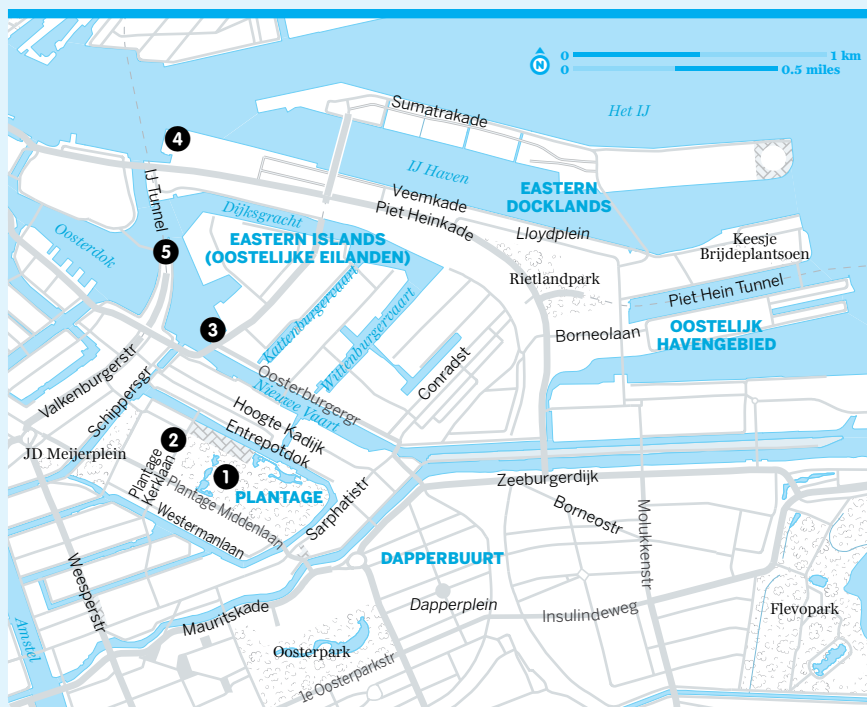 0
1 km
N
0
0.5 miles
Sumatrakade
Het IJ
4
IJ Tunnel
IJ Haven
EASTERN
DOCKLANDS
Veemkade
Piet Heinkade
Dijksgracht
Lloydplein
Oosterdok
5
EASTERN ISLANDS
(OOSTELIJKE EILANDEN)
Keesje
Brijdeplantsoen
Rietlandpark
Piet Hein Tunnel
3
Kattenburgervaart
Wittenburgervaart
Borneolaan
OOSTELIJK
HAVENGEBIED
Valkenburgerstr
Schippersgr
Oosterburgergr
Nieuwe Vaart
Conradst
Hoogte Kadijk
Entrepotdok
JD Meijerplein
2
Plantage
Kerklaan
1
PLANTAGE
Plantage Middenlaan
Westermanlaan
Sarphatistr
Zeeburgerdijk
Borneostr
Molukkenstr
Weesperstr
DAPPERBUURT
Mauritskade
Dapperplein
Insulindeweg
Flevopark
Amstel
Oosterpark
1e Oosterparkstr